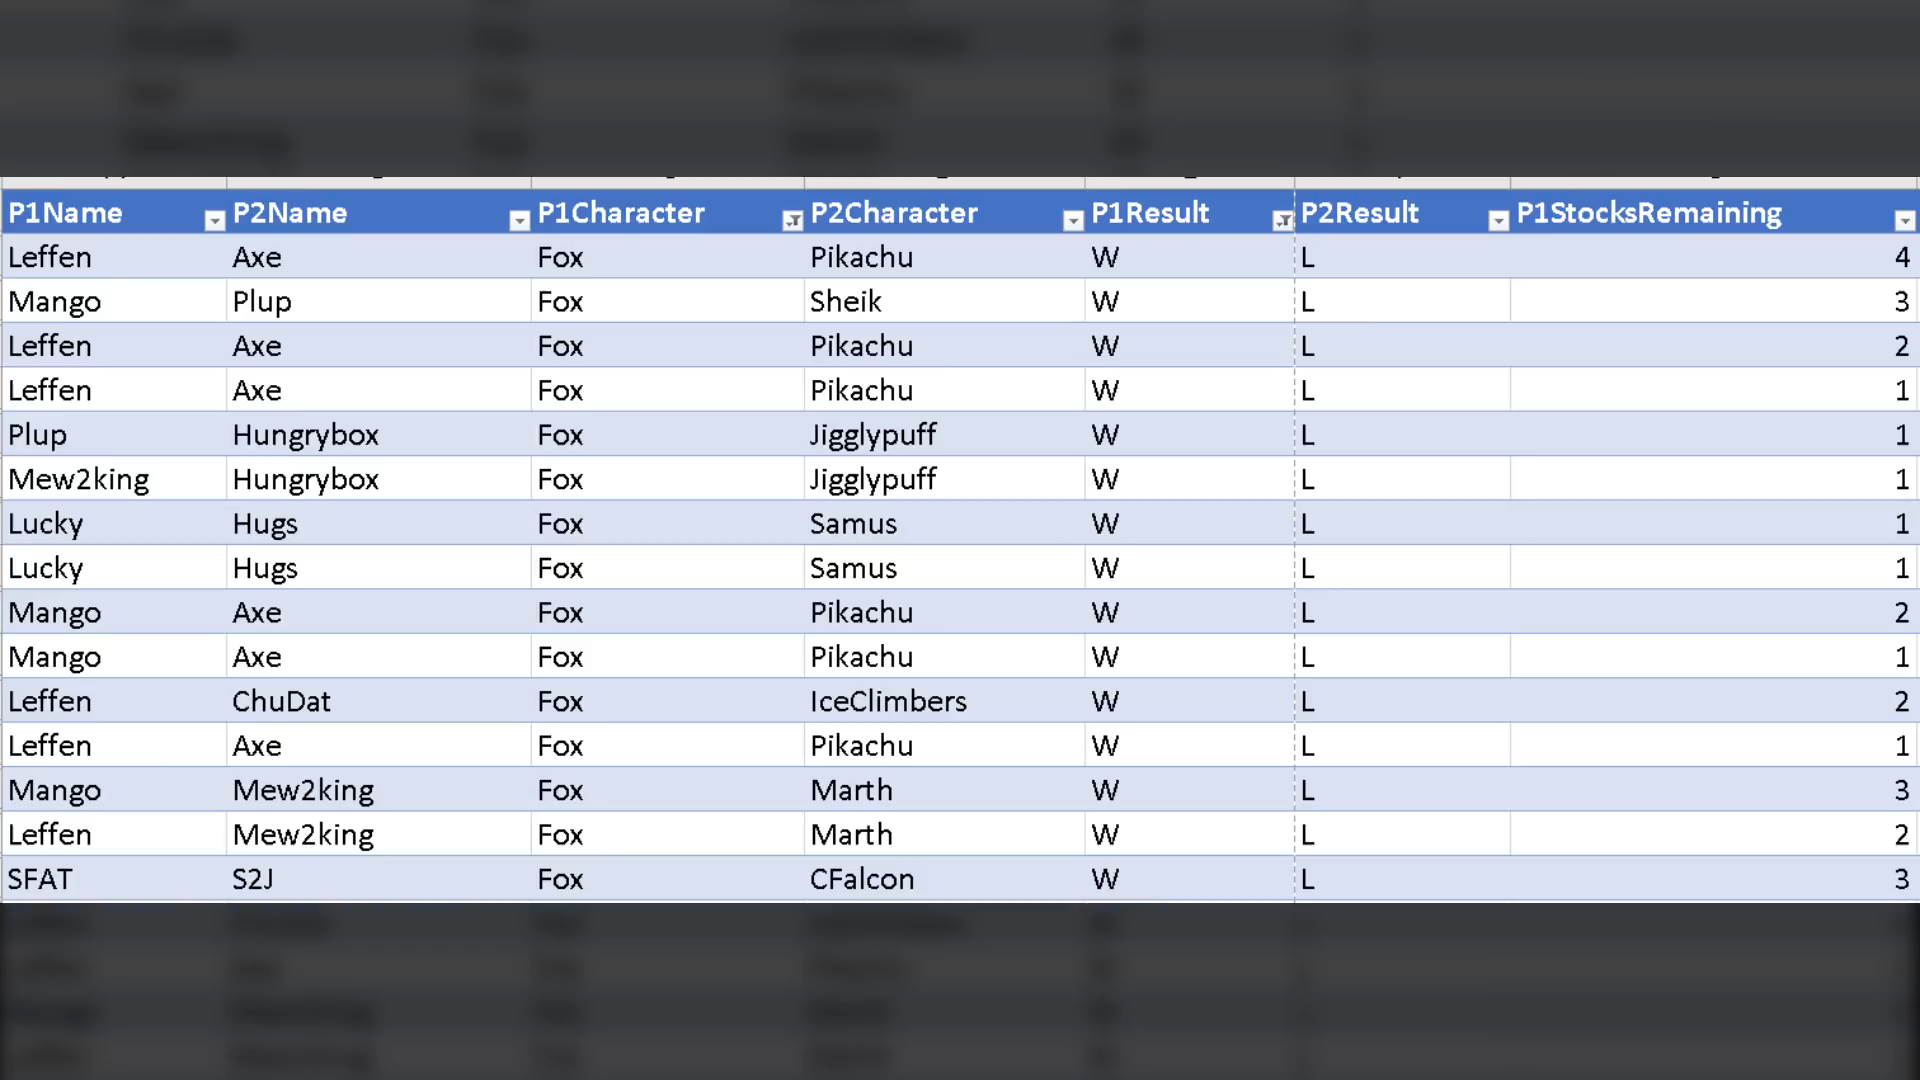 P1Name P2Name P1Character P2Character P1Result P2Result P1StocksRemaining
Leffen Axe Fox Pikachu W L 4
Mango Plup Fox Sheik W L 3
Leffen Axe Fox Pikachu W L 2
Leffen Axe Fox Pikachu W L 1
Plup Hungrybox Fox Jigglypuff W L 1
Mew2king Hungrybox Fox Jigglypuff W L 1
Lucky Hugs Fox Samus W L 1
Lucky Hugs Fox Samus W L 1
Mango Axe Fox Pikachu W L 2
Mango Axe Fox Pikachu W L 1
Leffen ChuDat Fox IceClimbers W L 2
Leffen Axe Fox Pikachu W L 1
Mango Mew2king Fox Marth W L 3
Leffen Mew2king Fox Marth W L 2
SFAT S2J Fox CFalcon W L 3